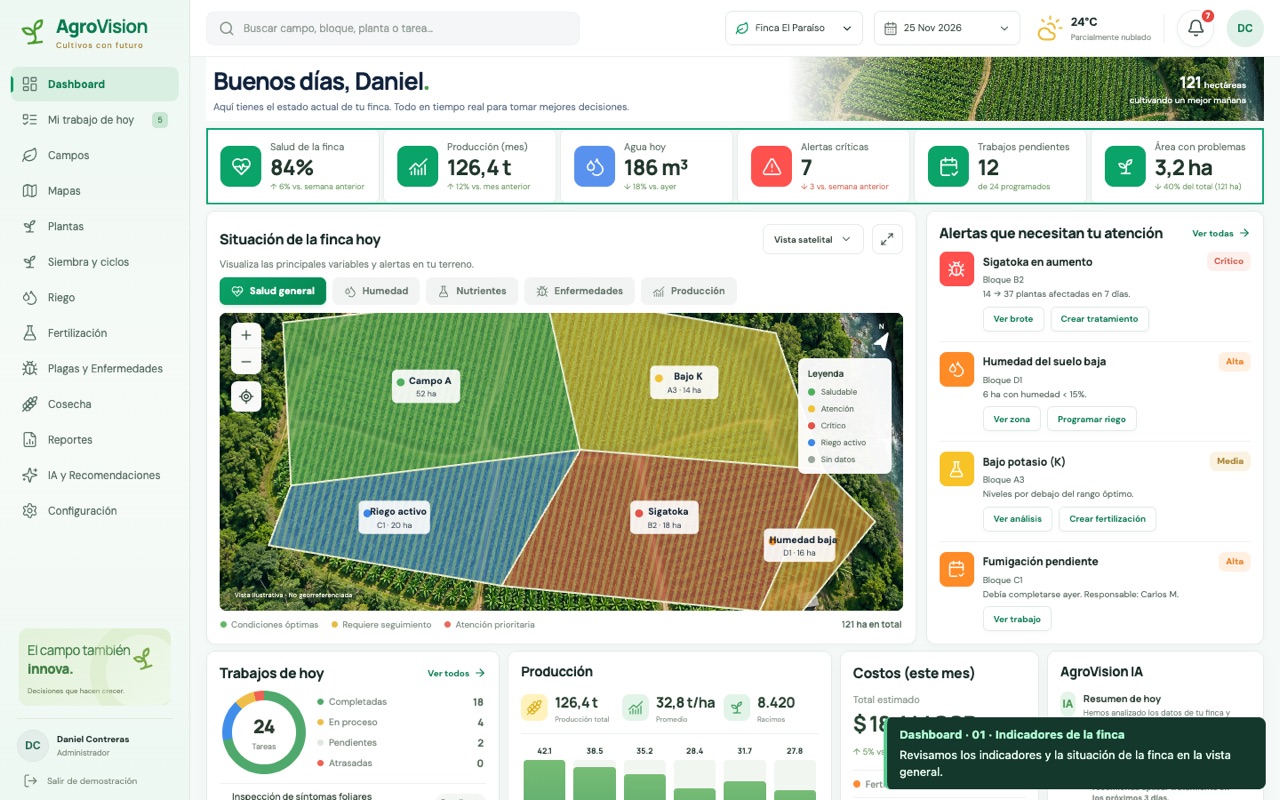 AgroVision
Cultivos con futuro
Dashboard
Mi trabajo de hoy
5
Campos
Mapas
Plantas
Siembra y ciclos
Riego
Fertilización
Plagas y Enfermedades
Cosecha
Reportes
IA y Recomendaciones
Configuración
El campo también
innova.
Decisiones que hacen crecer.
DC
Daniel Contreras
Administrador
Salir de demostración
Buscar campo, bloque, planta o tarea...
Finca El Paraíso
25 Nov 2026
24°C
Parcialmente nublado
7
DC
Buenos días, Daniel.
Aquí tienes el estado actual de tu finca. Todo en tiempo real para tomar mejores decisiones.
121 hectáreas
cultivando un mejor mañana
Salud de la finca
84%
↑ 6% vs. semana anterior
Producción (mes)
126,4 t
↑ 12% vs. mes anterior
Agua hoy
186 m³
↓ 18% vs. ayer
Alertas críticas
7
↓ 3 vs. semana anterior
Trabajos pendientes
12
de 24 programados
Área con problemas
3,2 ha
↓ 40% del total (121 ha)
Situación de la finca hoy
Visualiza las principales variables y alertas en tu terreno.
Vista satelital
Salud general
Humedad
Nutrientes
Enfermedades
Producción
+
−
Campo A
52 ha
Bajo K
A3 · 14 ha
Riego activo
C1 · 20 ha
Sigatoka
B2 · 18 ha
Humedad baja
D1 · 16 ha
N
Leyenda
Saludable
Atención
Crítico
Riego activo
Sin datos
Vista ilustrativa · No georreferenciada
Condiciones óptimas
Requiere seguimiento
Atención prioritaria
121 ha en total
Alertas que necesitan tu atención
Ver todas →
Sigatoka en aumento
Crítico
Bloque B2
14 → 37 plantas afectadas en 7 días.
Ver brote
Crear tratamiento
Humedad del suelo baja
Alta
Bloque D1
6 ha con humedad < 15%.
Ver zona
Programar riego
Bajo potasio (K)
Media
Bloque A3
Niveles por debajo del rango óptimo.
Ver análisis
Crear fertilización
Fumigación pendiente
Alta
Bloque C1
Debía completarse ayer. Responsable: Carlos M.
Ver trabajo
Trabajos de hoy
Ver todos →
24
Tareas
Completadas 18
En proceso 4
Pendientes 2
Atrasadas 0
Inspección de síntomas foliares
Producción
126,4 t
Producción total
32,8 t/ha
Promedio
8.420
Racimos
42.1
38.5
35.2
28.4
31.7
27.8
Costos (este mes)
Total estimado
AgroVision IA
IA
Resumen de hoy
Hemos analizado los datos de tu finca y
Dashboard · 01 · Indicadores de la finca
Revisamos los indicadores y la situación de la finca en la vista
general.
los próximos 3 días.